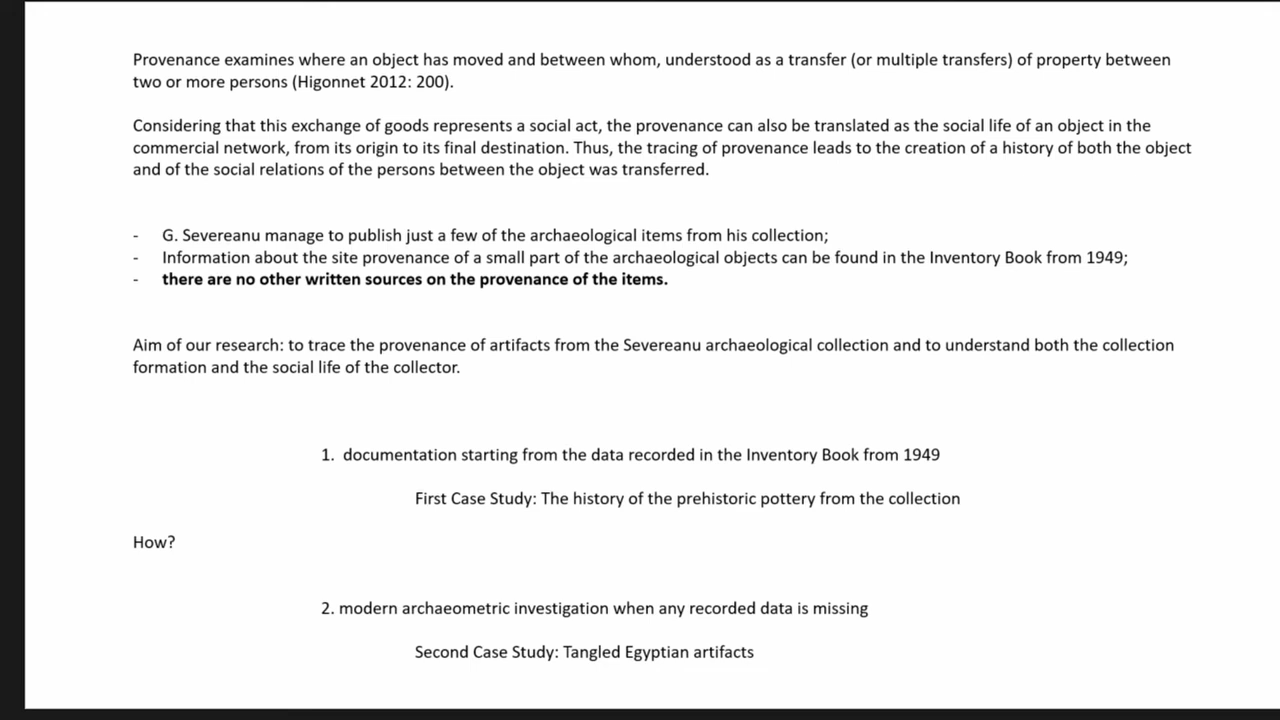 Provenance examines where an object has moved and between whom, understood as a transfer (or multiple transfers) of property between
two or more persons (Higonnet 2012: 200).
Considering that this exchange of goods represents a social act, the provenance can also be translated as the social life of an object in the
commercial network, from its origin to its final destination. Thus, the tracing of provenance leads to the creation of a history of both the object
and of the social relations of the persons between the object was transferred.
- G. Severeanu manage to publish just a few of the archaeological items from his collection;
- Information about the site provenance of a small part of the archaeological objects can be found in the Inventory Book from 1949;
- there are no other written sources on the provenance of the items.
Aim of our research: to trace the provenance of artifacts from the Severeanu archaeological collection and to understand both the collection
formation and the social life of the collector.
1. documentation starting from the data recorded in the Inventory Book from 1949
First Case Study: The history of the prehistoric pottery from the collection
How?
2. modern archaeometric investigation when any recorded data is missing
Second Case Study: Tangled Egyptian artifacts